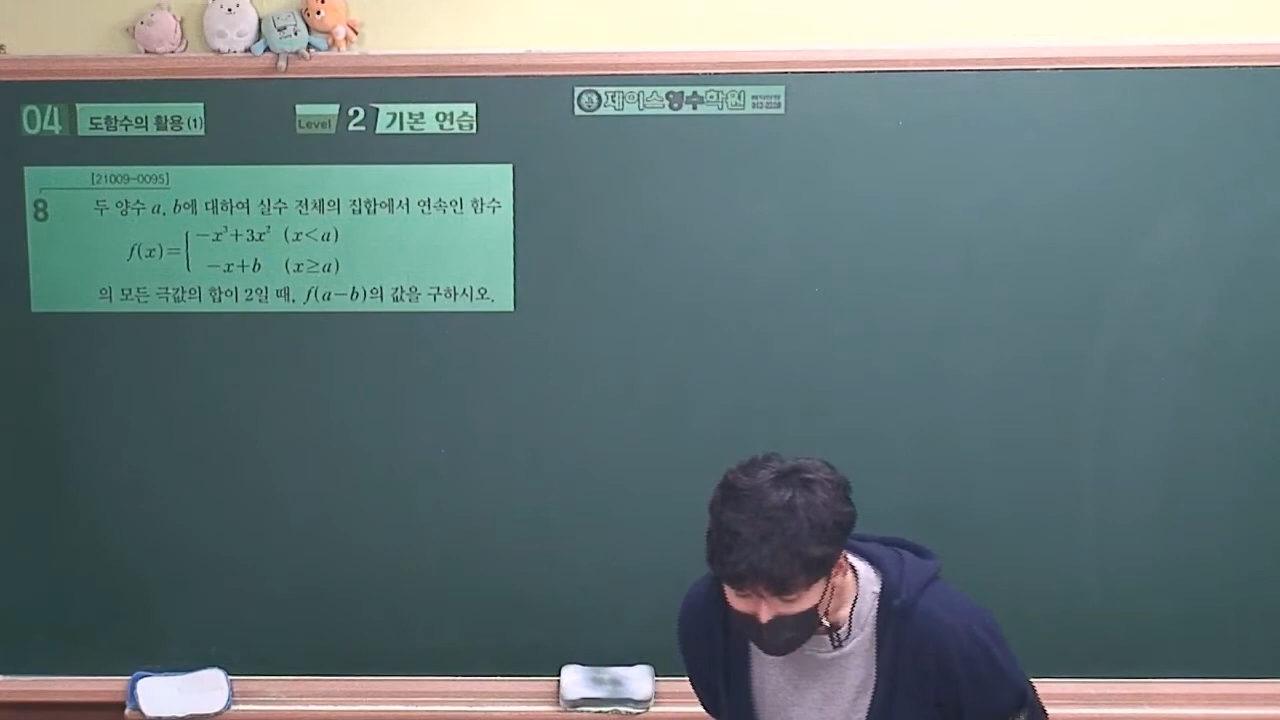 04 도함수의 활용(1)
Level 2 기본 연습
제이스영수학원
[21009-0095]
8 두 양수 a, b에 대하여 실수 전체의 집합에서 연속인 함수
f(x)={ -x³+3x² (x<a)
-x+b (x≥a)
의 모든 극값의 합이 2일 때, f(a-b)의 값을 구하시오.